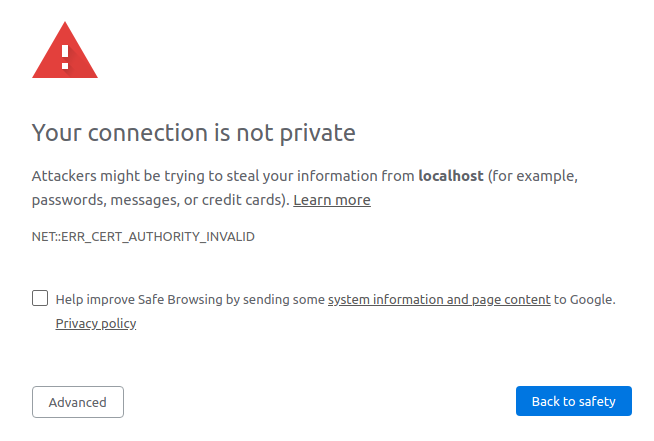 Your connection is not private
Attackers might be trying to steal your information from localhost (for example,
passwords, messages, or credit cards). Learn more
NET::ERR_CERT_AUTHORITY_INVALID
Help improve Safe Browsing by sending some system information and page content to Google.
Privacy policy
Advanced
Back to safety